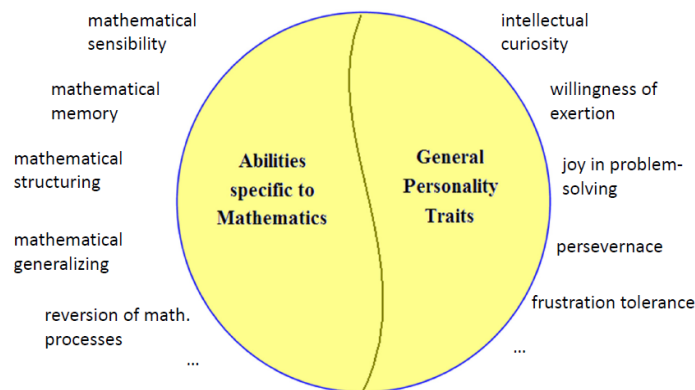 mathematical
sensibility
mathematical
memory
mathematical
structuring
mathematical
generalizing
reversion of math.
processes
...
Abilities
specific to
Mathematics
General
Personality
Traits
intellectual
curiosity
willingness of
exertion
joy in problem-
solving
persevernace
frustration tolerance
...